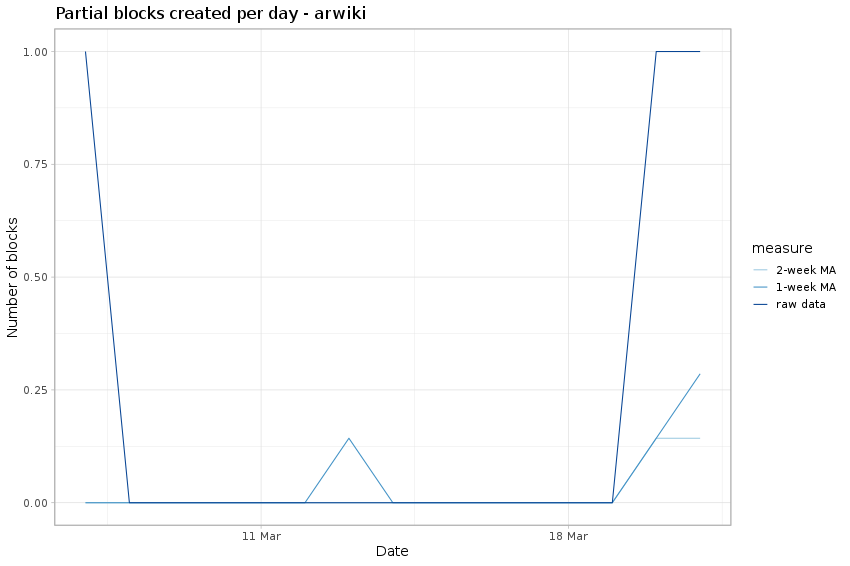 Partial blocks created per day - arwiki
1.00
0.75
0.50
0.25
0.00
Number of blocks
11 Mar
18 Mar
Date
measure
2-week MA
1-week MA
raw data